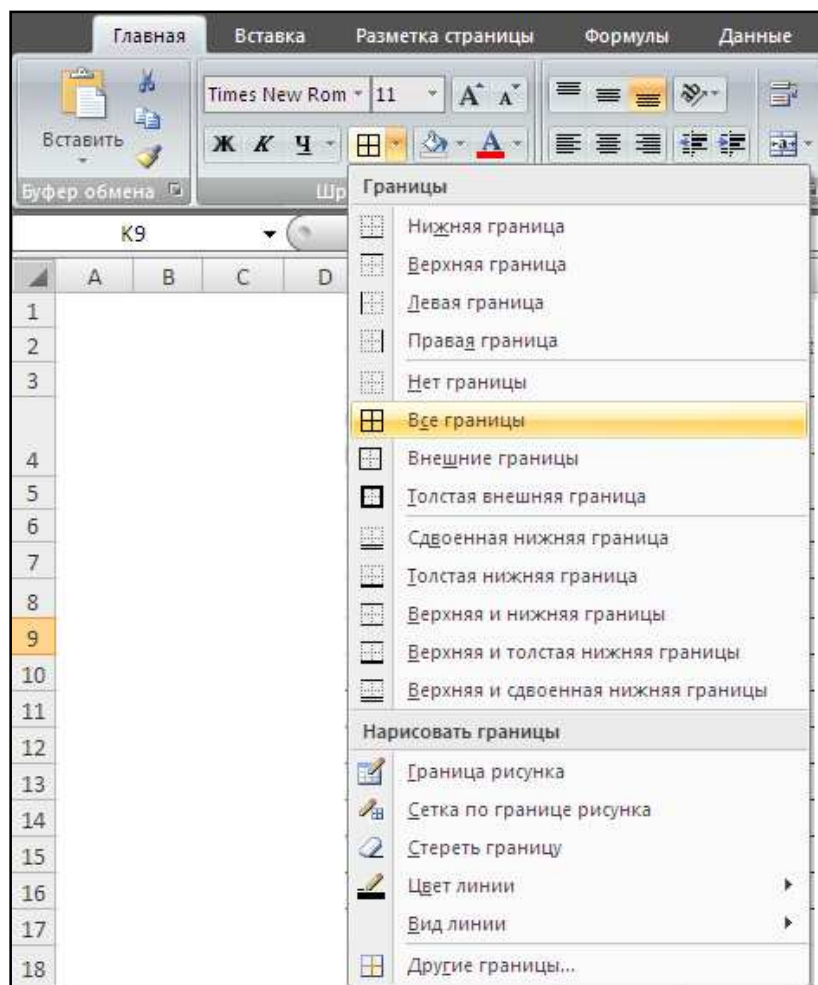 Главная Вставка Разметка страницы Формулы Данные
Times New Rom 11 A A
Вставить
Ж К Ч A a
Буфер обмена Шр
K9
A B C D
Границы
Нижняя граница
Верхняя граница
Левая граница
Правая граница
Нет границы
Все границы
Внешние границы
Толстая внешняя граница
Сдвоенная нижняя граница
Толстая нижняя граница
Верхняя и нижняя границы
Верхняя и толстая нижняя границы
Верхняя и сдвоенная нижняя границы
Нарисовать границы
Граница рисунка
Сетка по границе рисунка
Стереть границу
Цвет линии
Вид линии
Другие границы...
1
2
3
4
5
6
7
8
9
10
11
12
13
14
15
16
17
18